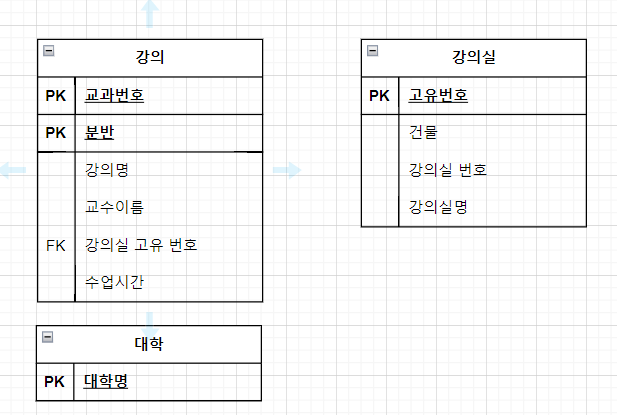 강의
PK 교과번호
PK 분반
강의명
교수이름
FK 강의실 고유 번호
수업시간
강의실
PK 고유번호
건물
강의실 번호
강의실명
대학
PK 대학명